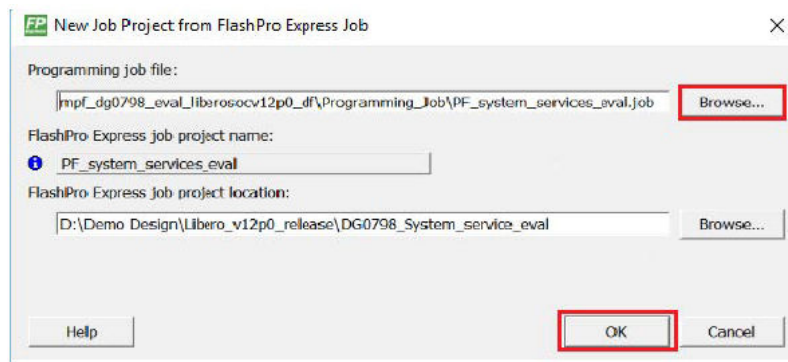 FP New Job Project from FlashPro Express Job
Programming job file:
mpf_dg0798_eval_liberosocv12p0_df\Programming_Job\PF_system_services_eval.job Browse...
FlashPro Express job project name:
PF_system_services_eval
FlashPro Express job project location:
D:\Demo Design\Libero_v12p0_release\DG0798_System_service_eval Browse...
Help OK Cancel